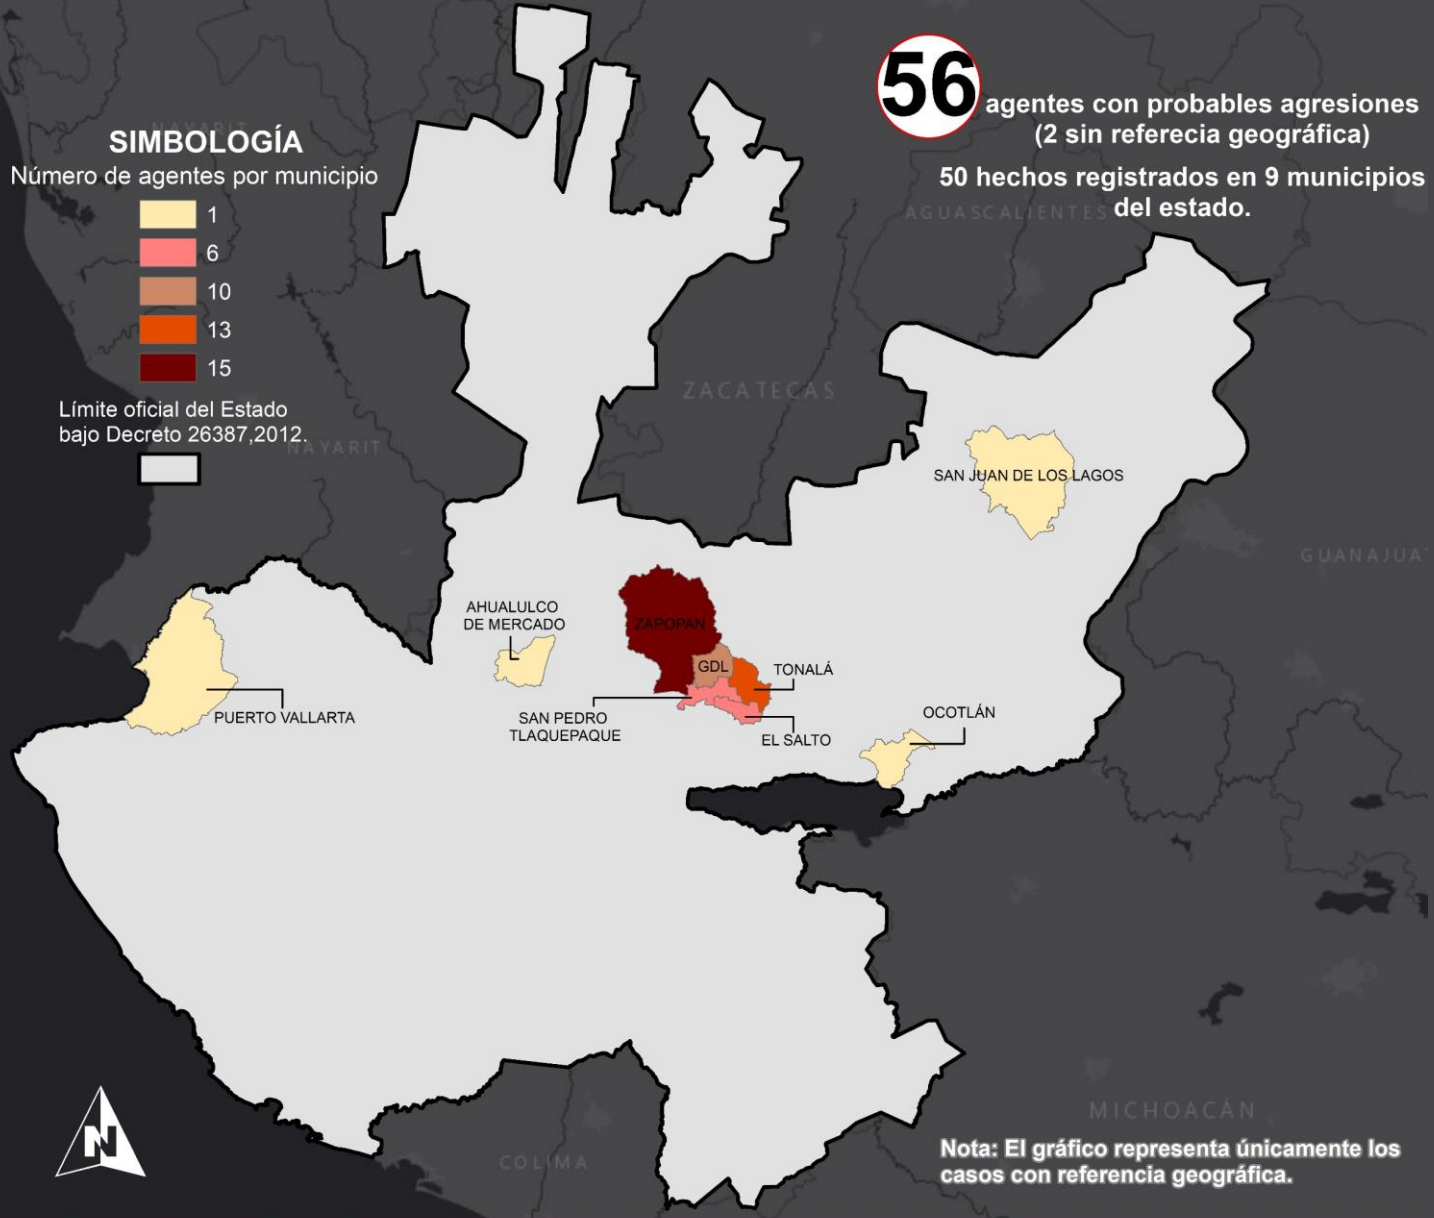 56
agentes con probables agresiones
(2 sin referecia geográfica)
50 hechos registrados en 9 municipios
del estado.
SIMBOLOGÍA
Número de agentes por municipio
1
6
10
13
15
Límite oficial del Estado
bajo Decreto 26387,2012.
NAYARIT
NAYARIT
AGUASCALIENTES
ZACATECAS
SAN JUAN DE LOS LAGOS
GUANAJUAT
AHUALULCO
DE MERCADO
ZAPOPAN
GDL
TONALÁ
PUERTO VALLARTA
SAN PEDRO
TLAQUEPAQUE
EL SALTO
OCOTLÁN
MICHOACÁN
COLIMA
N
Nota: El gráfico representa únicamente los
casos con referencia geográfica.